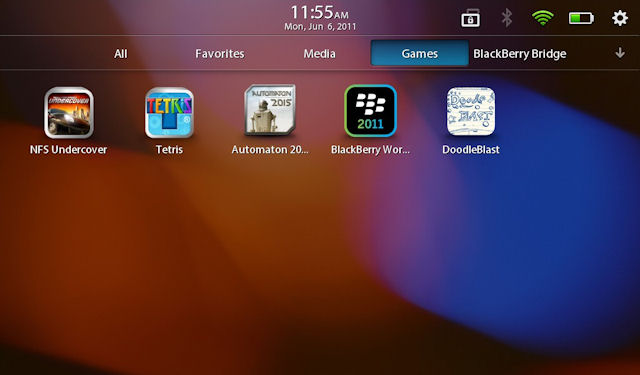 11:55AM
Mon, Jun 6, 2011
All Favorites Media Games BlackBerry Bridge
UNDERCOVER
TETRIS
AUTOMATON
2015
2011
Doodle
BLAST
NFS Undercover Tetris Automaton 20... BlackBerry Wor... DoodleBlast